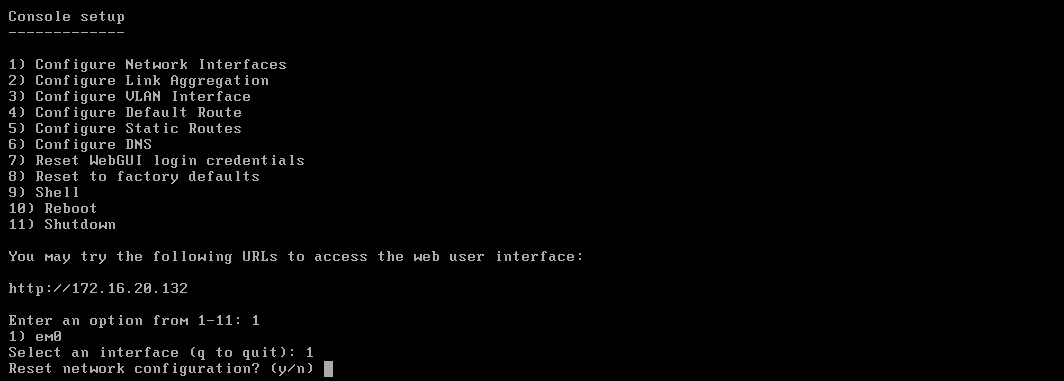 Console setup
-------------
1) Configure Network Interfaces
2) Configure Link Aggregation
3) Configure VLAN Interface
4) Configure Default Route
5) Configure Static Routes
6) Configure DNS
7) Reset WebGUI login credentials
8) Reset to factory defaults
9) Shell
10) Reboot
11) Shutdown
You may try the following URLs to access the web user interface:
http://172.16.20.132
Enter an option from 1-11: 1
1) em0
Select an interface (q to quit): 1
Reset network configuration? (y/n)